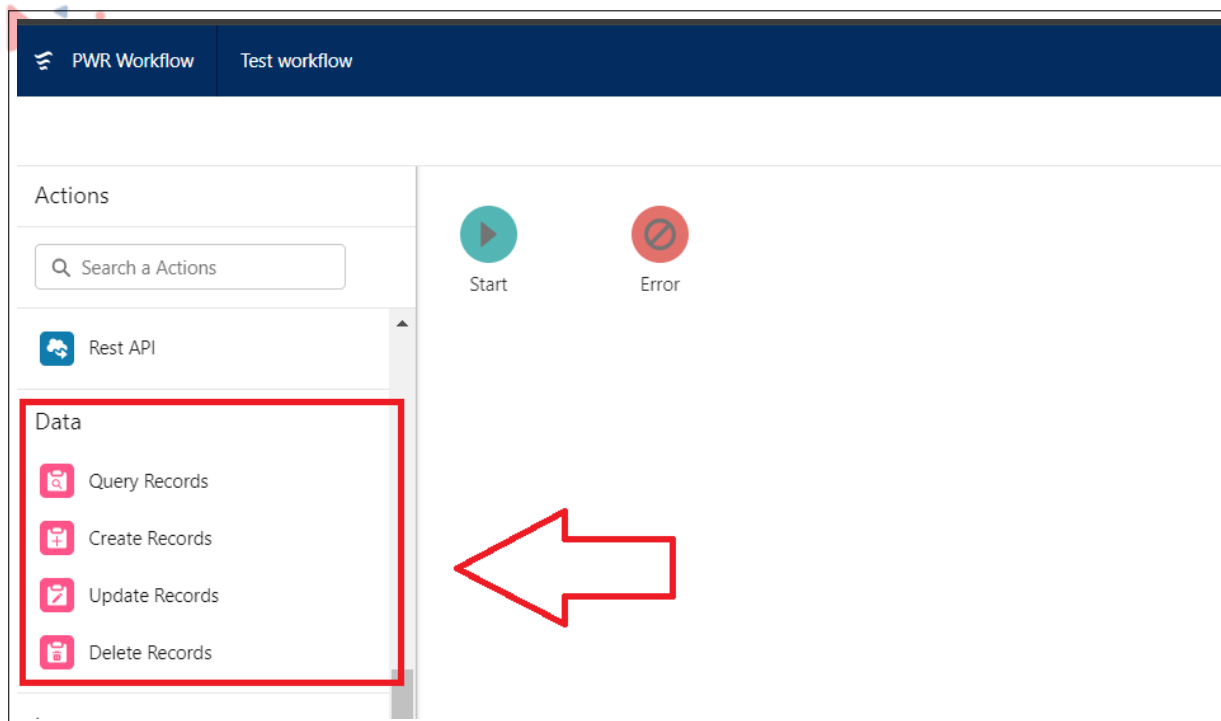 PWR Workflow
Test workflow
Actions
Search a Actions
Start
Error
Rest API
Data
Query Records
Create Records
Update Records
Delete Records